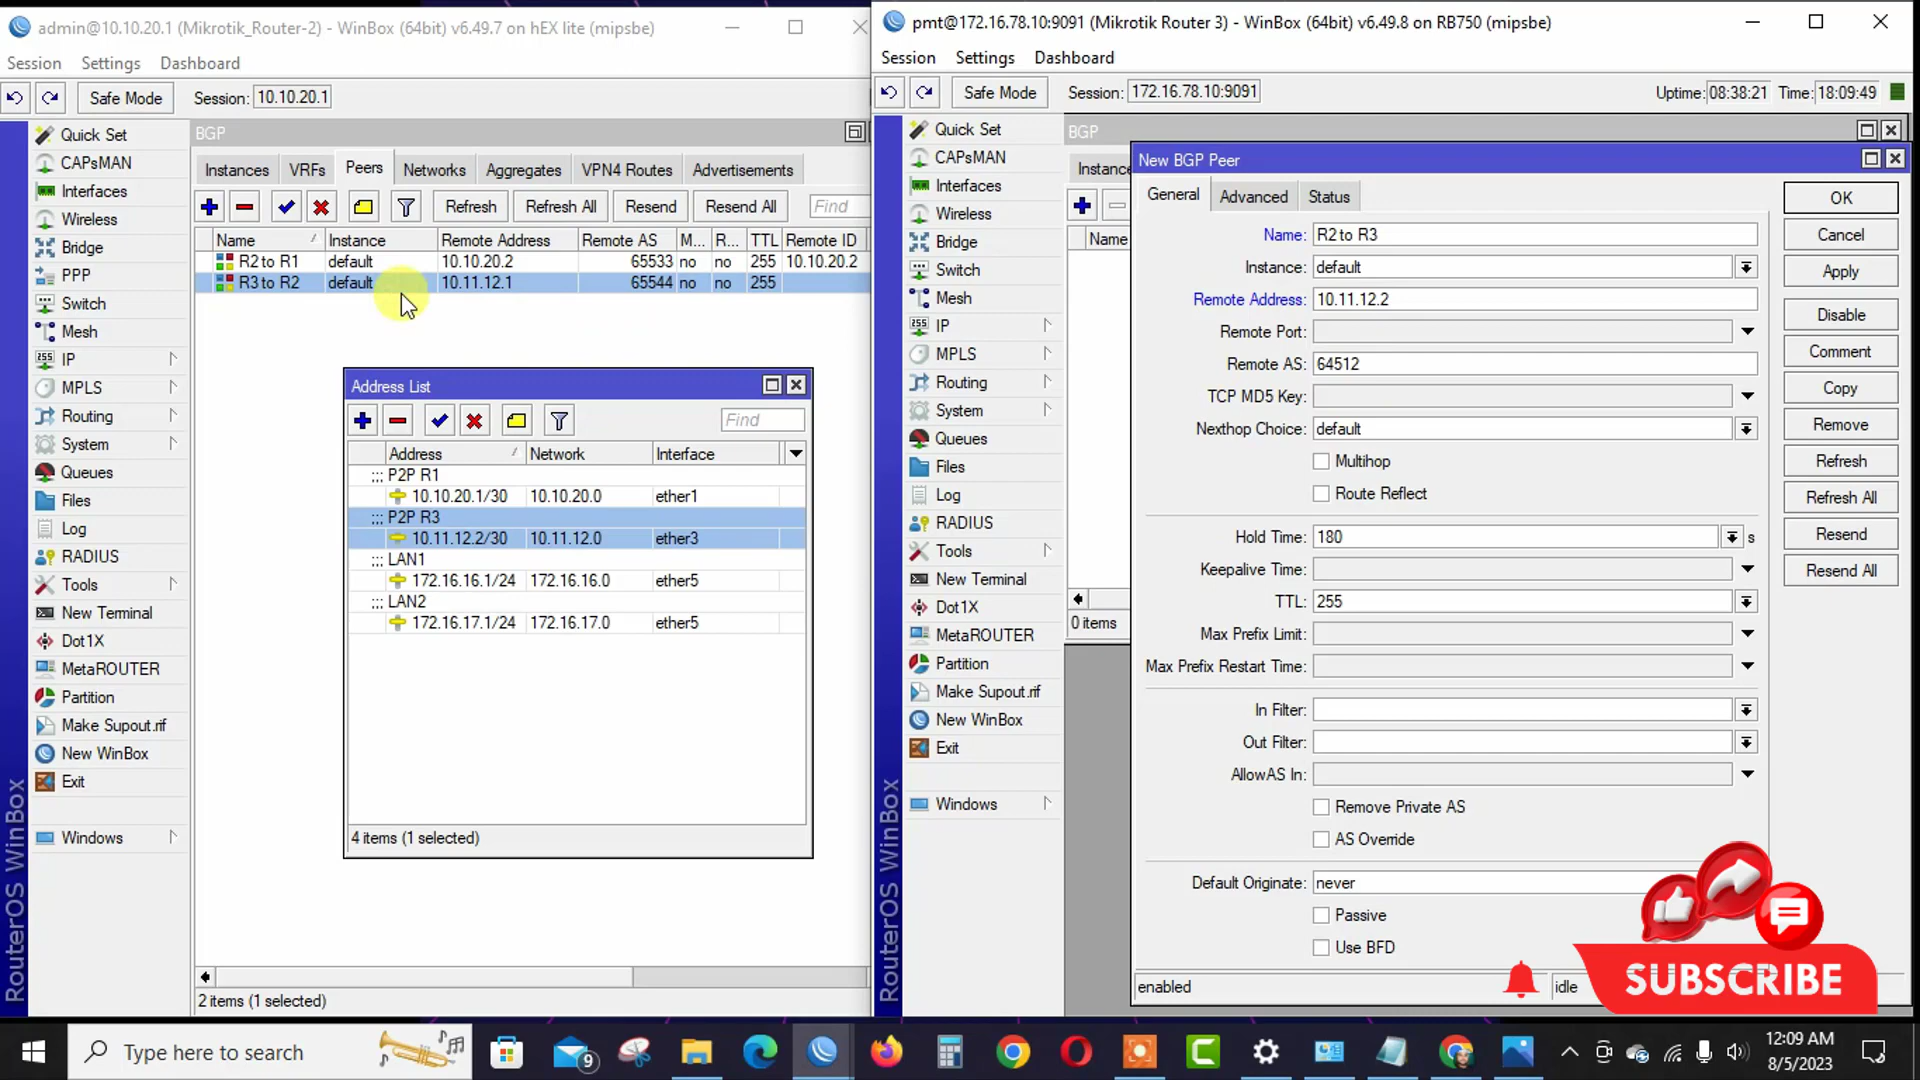 admin@10.10.20.1 (Mikrotik_Router-2) - WinBox (64bit) v6.49.7 on hEX lite (mipsbe)
Session Settings Dashboard
Safe Mode Session: 10.10.20.1
Quick Set
CAPsMAN
Interfaces
Wireless
Bridge
PPP
Switch
Mesh
IP
MPLS
Routing
System
Queues
Files
Log
RADIUS
Tools
New Terminal
Dot1X
MetaROUTER
Partition
Make Supout.rif
New WinBox
Exit
Windows
RouterOS WinBox
BGP
Instances VRFs Peers Networks Aggregates VPN4 Routes Advertisements
Refresh Refresh All Resend Resend All Find
Name Instance Remote Address Remote AS M... R... TTL Remote ID
R2 to R1 default 10.10.20.2 65533 no no 255 10.10.20.2
R3 to R2 default 10.11.12.1 65544 no no 255
Address List
Find
Address Network Interface
;;; P2P R1
10.10.20.1/30 10.10.20.0 ether1
;;; P2P R3
10.11.12.2/30 10.11.12.0 ether3
;;; LAN1
172.16.16.1/24 172.16.16.0 ether5
;;; LAN2
172.16.17.1/24 172.16.17.0 ether5
4 items (1 selected)
2 items (1 selected)
pmt@172.16.78.10:9091 (Mikrotik Router 3) - WinBox (64bit) v6.49.8 on RB750 (mipsbe)
Session Settings Dashboard
Safe Mode Session: 172.16.78.10:9091 Uptime: 08:38:21 Time: 18:09:49
Quick Set
CAPsMAN
Interfaces
Wireless
Bridge
Switch
Mesh
IP
MPLS
Routing
System
Queues
Files
Log
RADIUS
Tools
New Terminal
Dot1X
MetaROUTER
Partition
Make Supout.rif
New WinBox
Exit
Windows
RouterOS WinBox
BGP
Instance
Name
0 items
New BGP Peer
General Advanced Status
Name: R2 to R3
Instance: default
Remote Address: 10.11.12.2
Remote Port:
Remote AS: 64512
TCP MD5 Key:
Nexthop Choice: default
Multihop
Route Reflect
Hold Time: 180 s
Keepalive Time:
TTL: 255
Max Prefix Limit:
Max Prefix Restart Time:
In Filter:
Out Filter:
AllowAS In:
Remove Private AS
AS Override
Default Originate: never
Passive
Use BFD
enabled idle
OK
Cancel
Apply
Disable
Comment
Copy
Remove
Refresh
Refresh All
Resend
Resend All
SUBSCRIBE
Type here to search
9
12:09 AM
8/5/2023